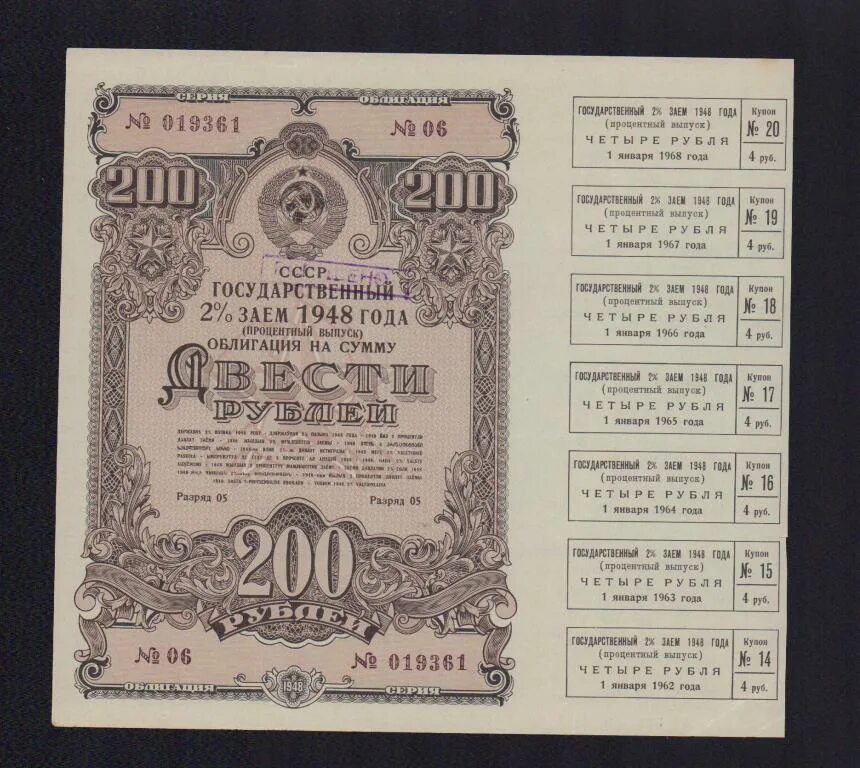 СЕРИЯ ОБЛИГАЦИЯ
№ 019361 № 06
200 200
СССР
ГОСУДАРСТВЕННЫЙ
2% ЗАЕМ 1948 ГОДА
(ПРОЦЕНТНЫЙ ВЫПУСК)
ОБЛИГАЦИЯ НА СУММУ
ДВЕСТИ
РУБЛЕЙ
Разряд 05 Разряд 05
200
РУБЛЕЙ
№ 06 № 019361
ОБЛИГАЦИЯ 1948 СЕРИЯ
ГОСУДАРСТВЕННЫЙ 2% ЗАЕМ 1948 ГОДА
(процентный выпуск)
ЧЕТЫРЕ РУБЛЯ
1 января 1968 года
Купон
№ 20
4 руб.
ГОСУДАРСТВЕННЫЙ 2% ЗАЕМ 1948 ГОДА
(процентный выпуск)
ЧЕТЫРЕ РУБЛЯ
1 января 1967 года
Купон
№ 19
4 руб.
ГОСУДАРСТВЕННЫЙ 2% ЗАЕМ 1948 ГОДА
(процентный выпуск)
ЧЕТЫРЕ РУБЛЯ
1 января 1966 года
Купон
№ 18
4 руб.
ГОСУДАРСТВЕННЫЙ 2% ЗАЕМ 1948 ГОДА
(процентный выпуск)
ЧЕТЫРЕ РУБЛЯ
1 января 1965 года
Купон
№ 17
4 руб.
ГОСУДАРСТВЕННЫЙ 2% ЗАЕМ 1948 ГОДА
(процентный выпуск)
ЧЕТЫРЕ РУБЛЯ
1 января 1964 года
Купон
№ 16
4 руб.
ГОСУДАРСТВЕННЫЙ 2% ЗАЕМ 1948 ГОДА
(процентный выпуск)
ЧЕТЫРЕ РУБЛЯ
1 января 1963 года
Купон
№ 15
4 руб.
ГОСУДАРСТВЕННЫЙ 2% ЗАЕМ 1948 ГОДА
(процентный выпуск)
ЧЕТЫРЕ РУБЛЯ
1 января 1962 года
Купон
№ 14
4 руб.